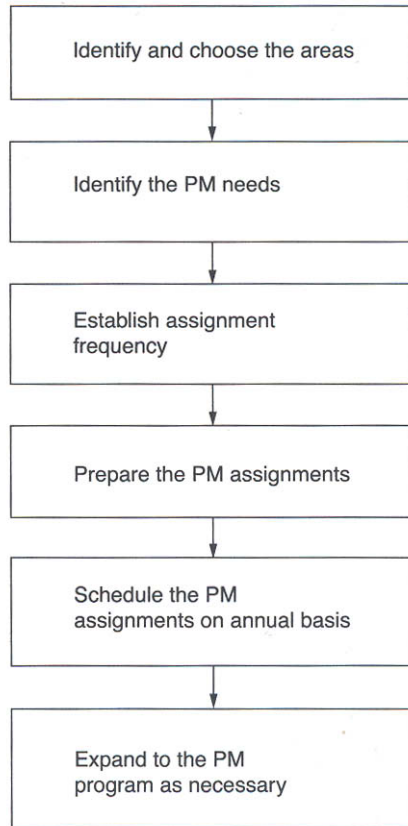 Identify and choose the areas
Identify the PM needs
Establish assignment
frequency
Prepare the PM assignments
Schedule the PM
assignments on annual basis
Expand to the PM
program as necessary